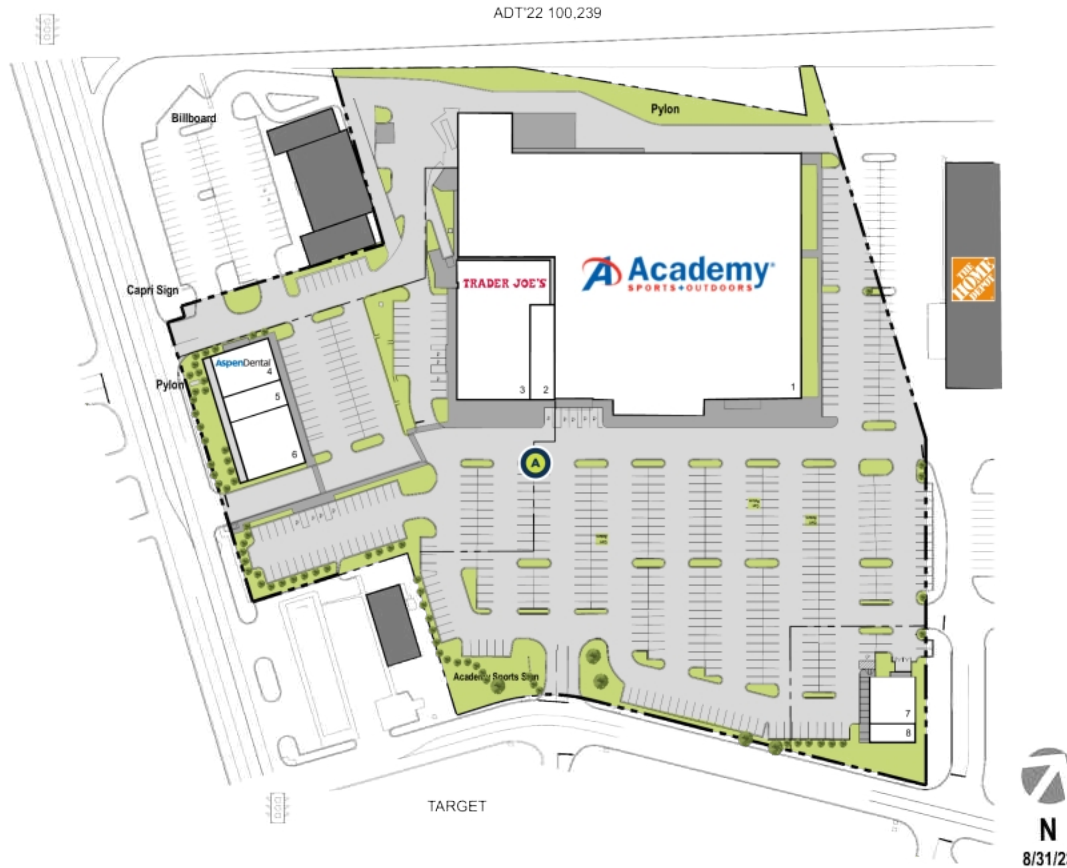 ADT'22 100,239
Billboard
Pylon
Capri Sign
TRADER JOE'S
Academy
SPORTS+OUTDOORS
THE
HOME
DEPOT
AspenDental
4
Pylon
5
3
2
1
6
A
Academy Sports Sign
7
8
TARGET
N